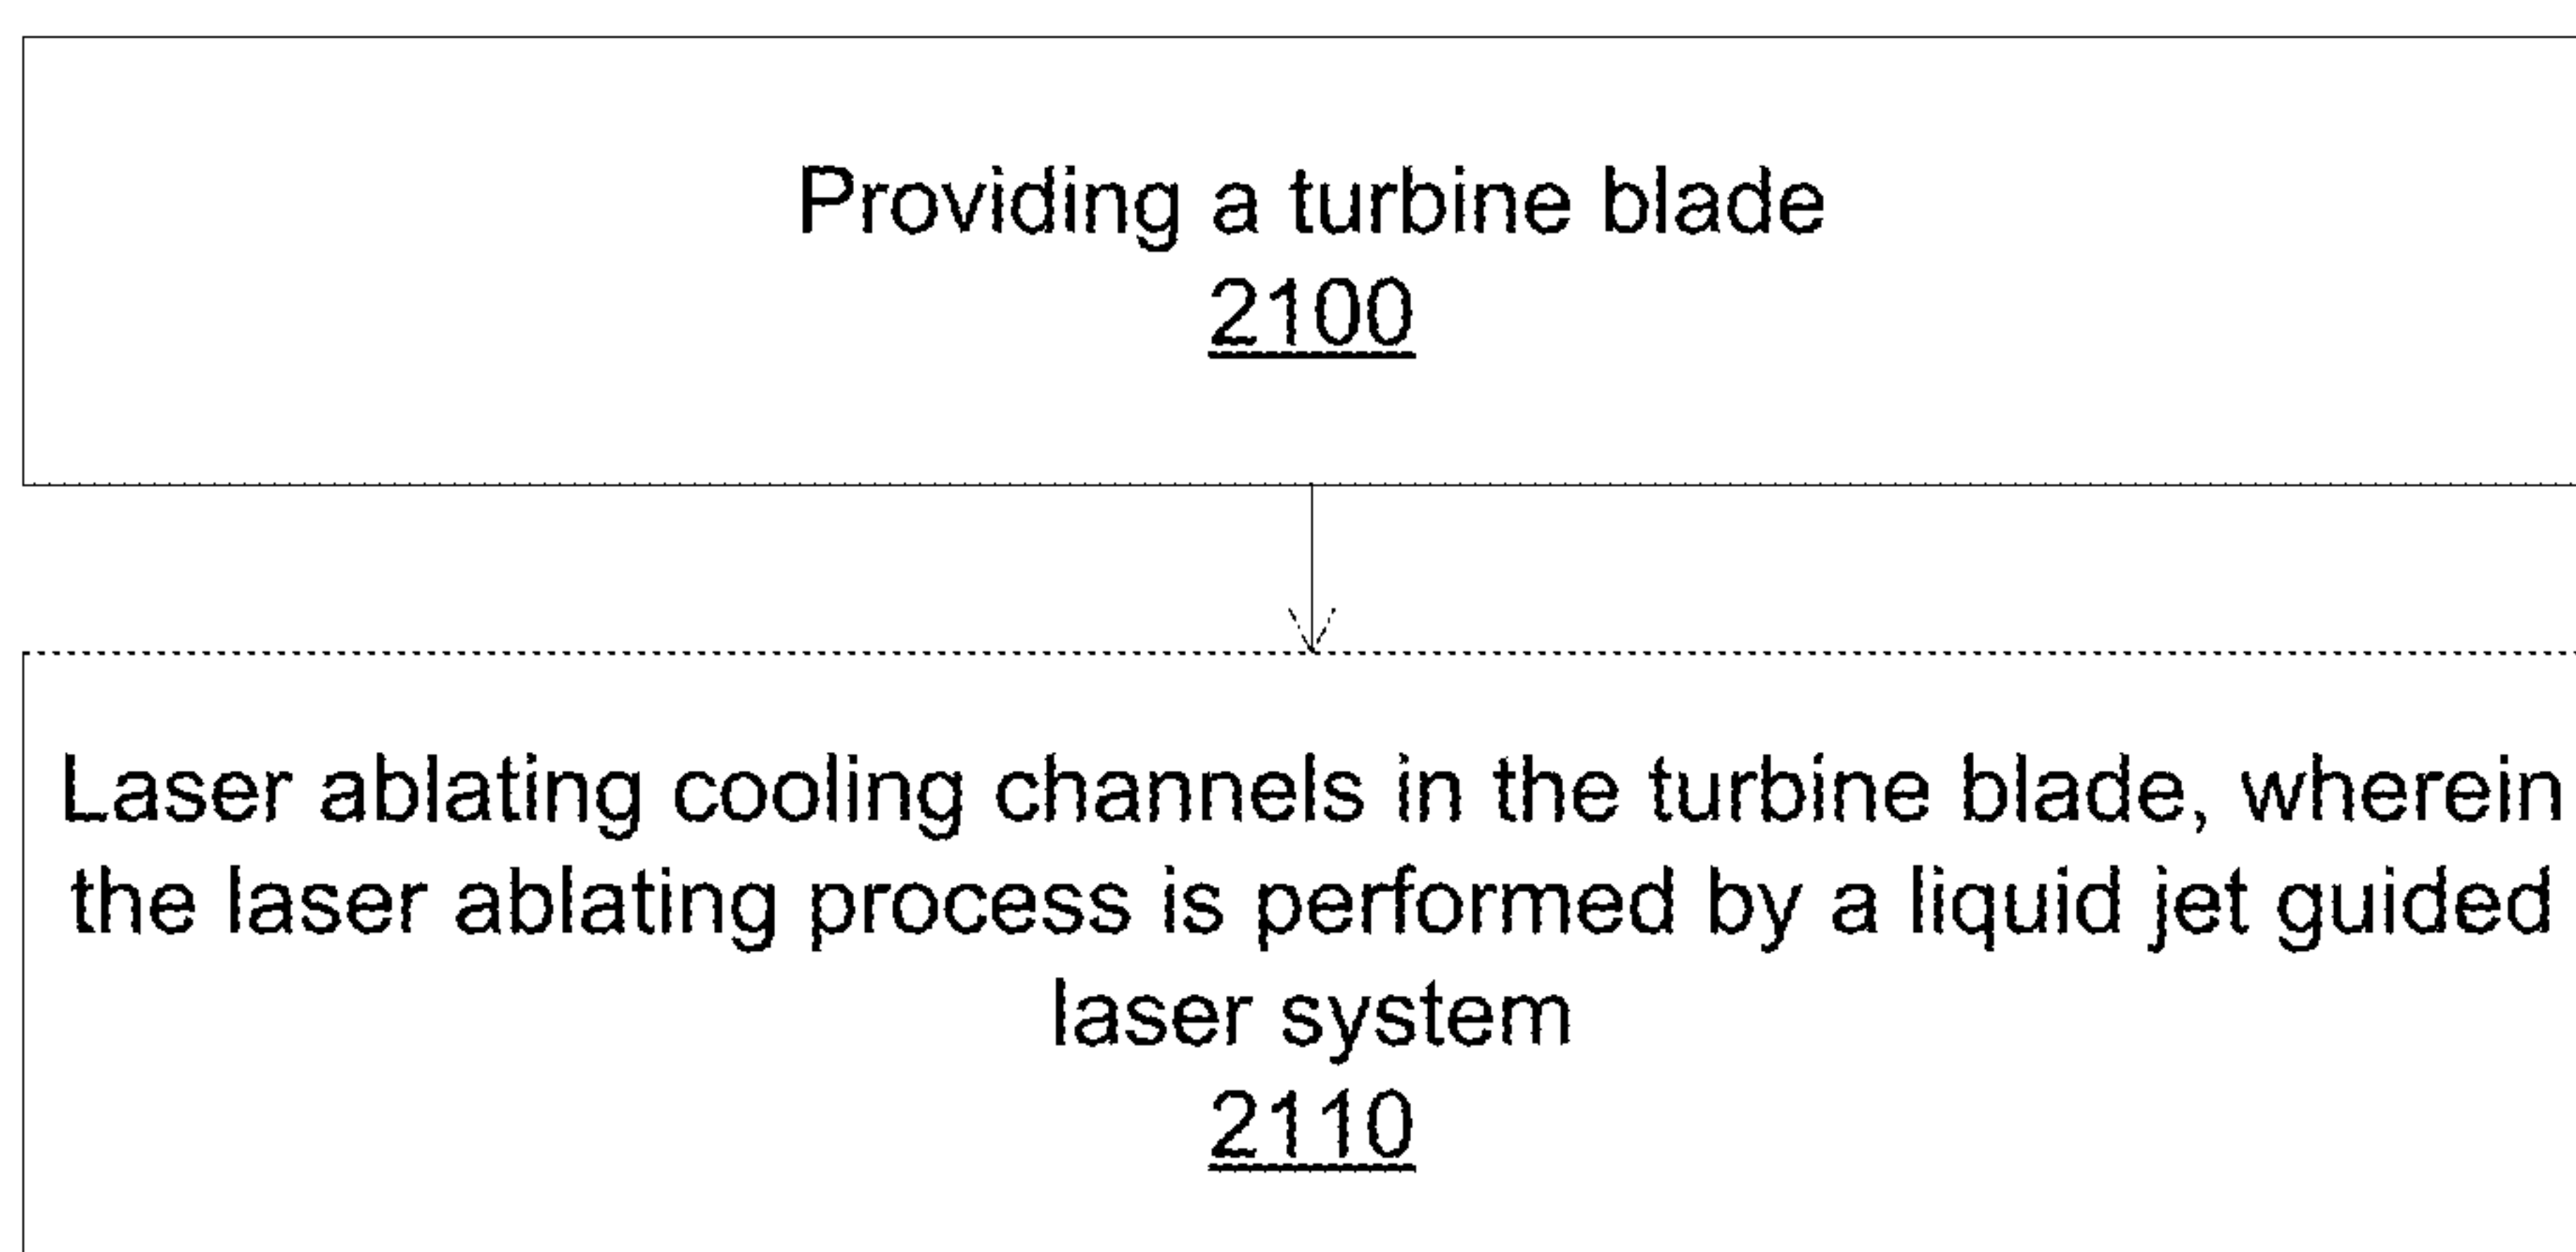 Providing a turbine blade
2100
Laser ablating cooling channels in the turbine blade, wherein
the laser ablating process is performed by a liquid jet guided
laser system
2110